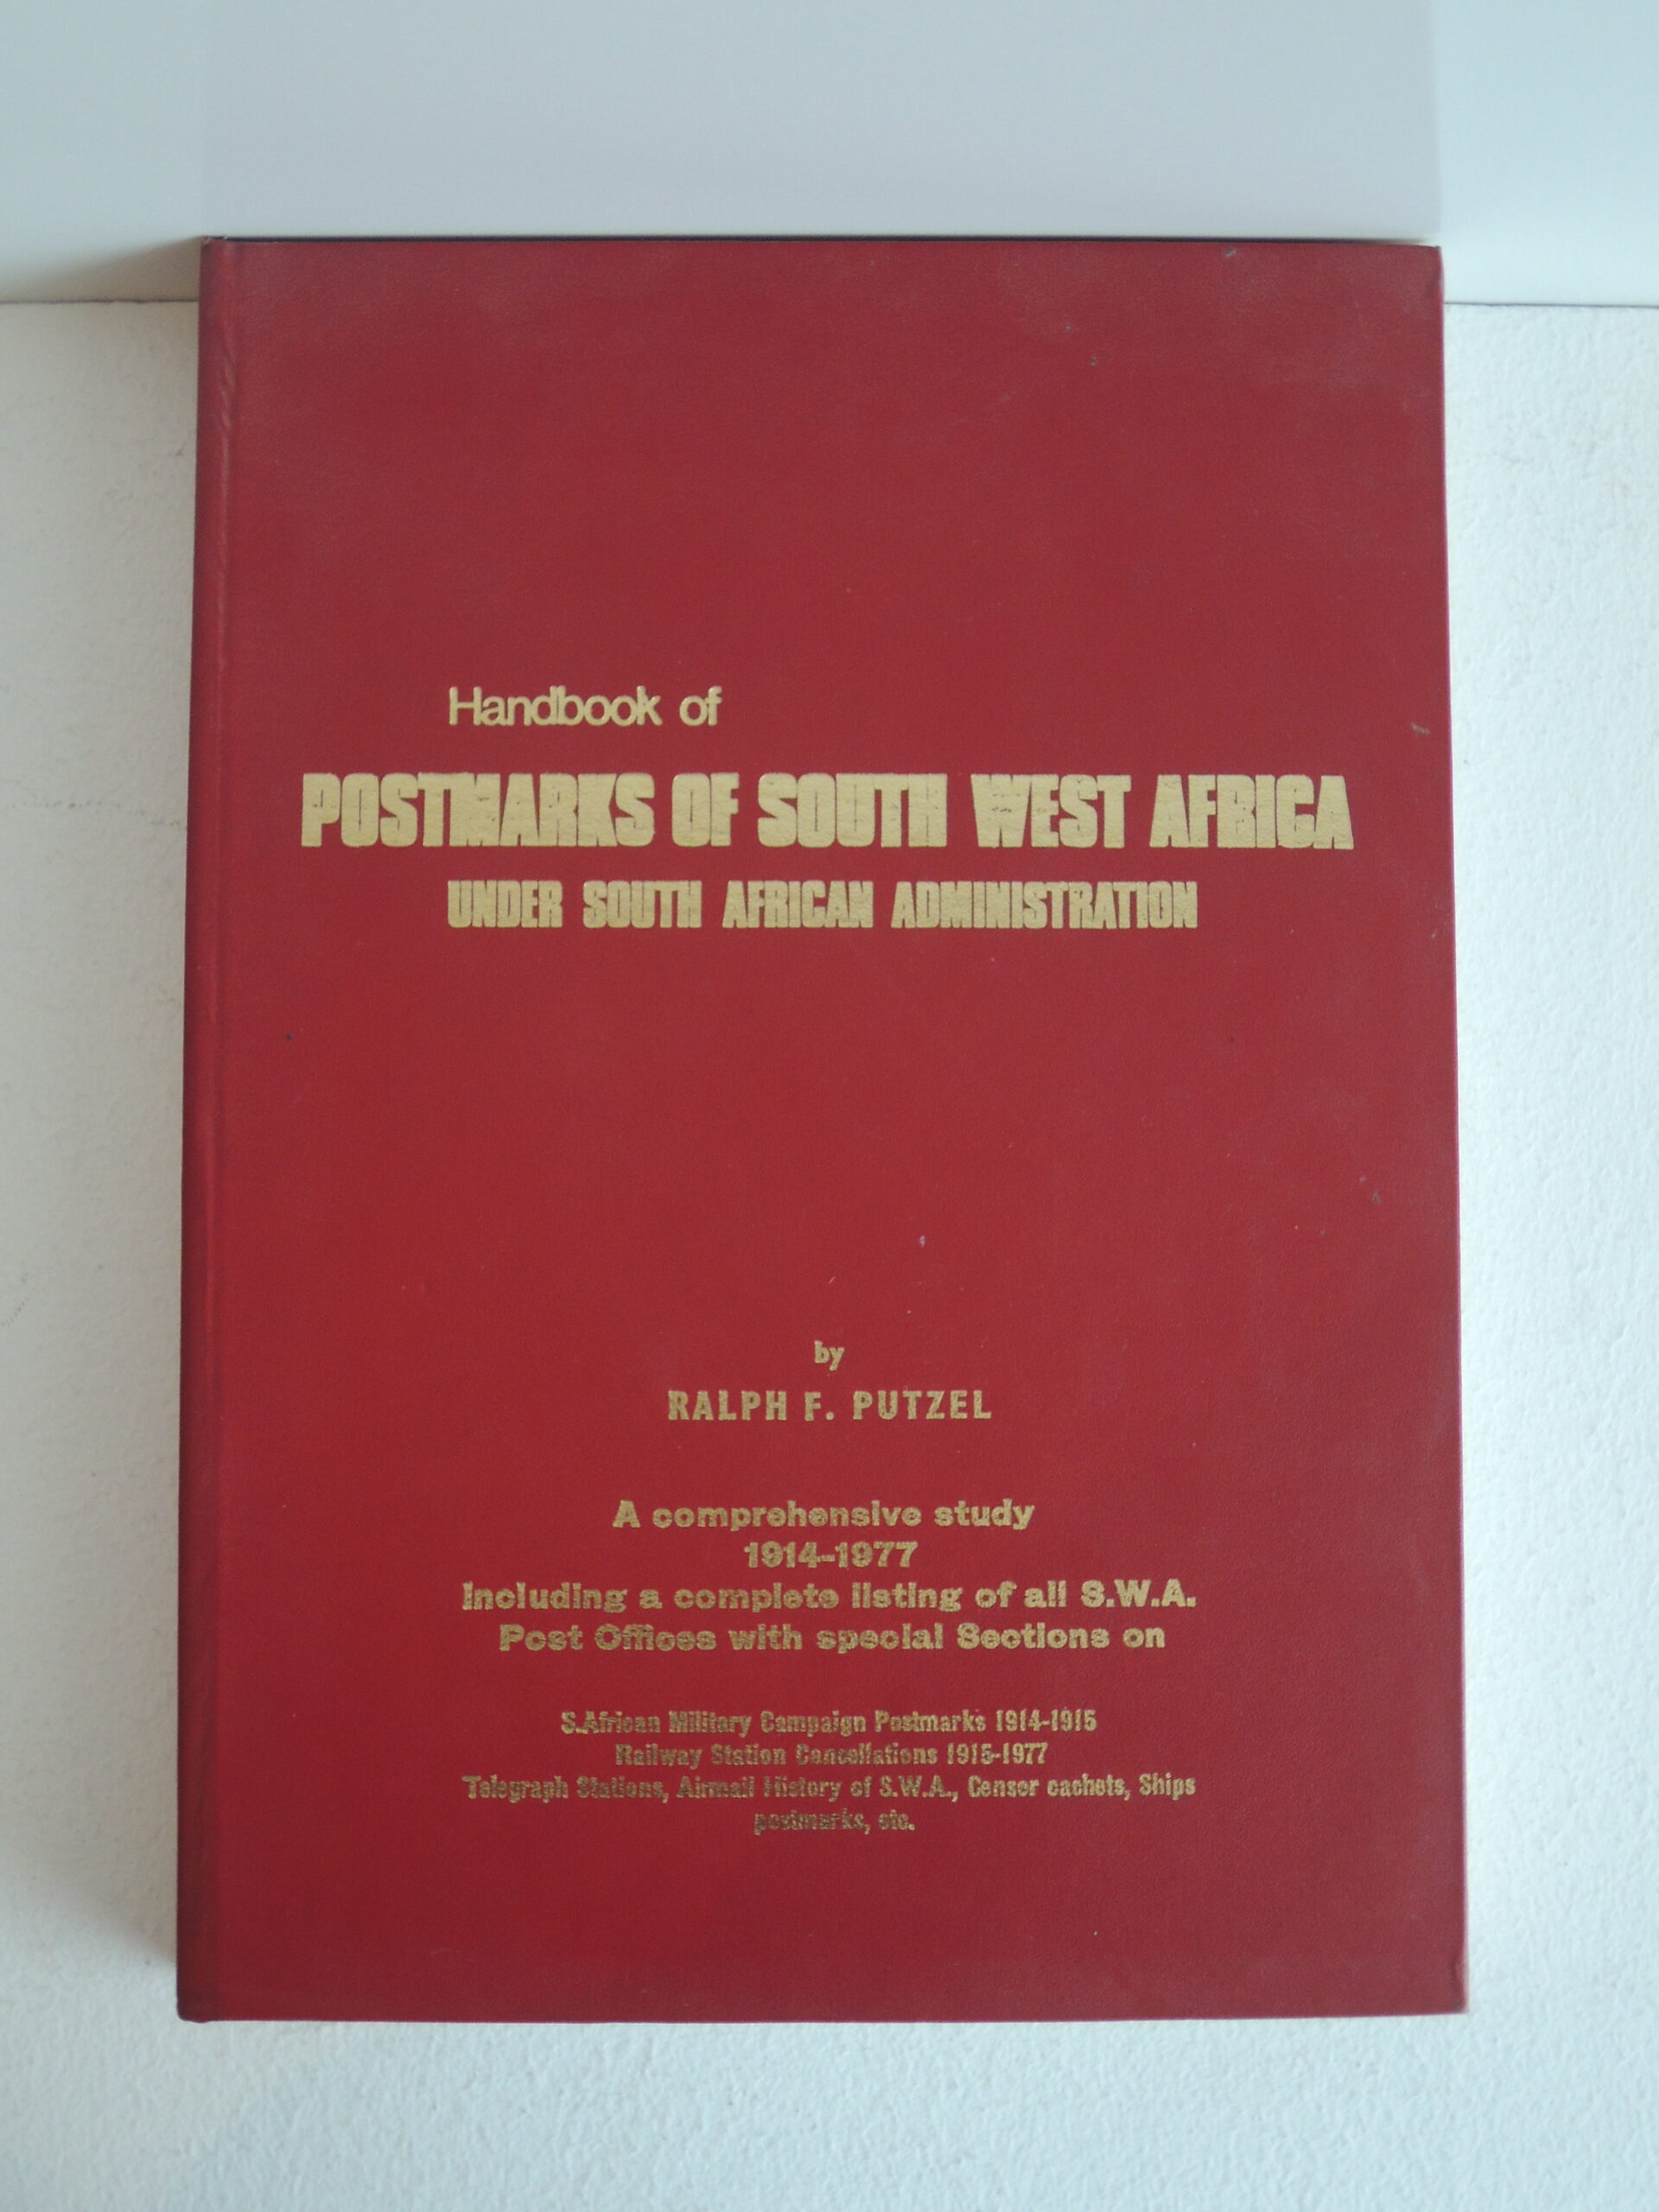 Handbook of
POSTMARKS OF SOUTH WEST AFRICA
UNDER SOUTH AFRICAN ADMINISTRATION
by
RALPH F. PUTZEL
A comprehensive study
1914-1977
Including a complete listing of all S.W.A.
Post Offices with special Sections on
S.African Military Campaign Postmarks 1914-1915
Railway Station Cancellations 1915-1977
Telegraph Stations, Airmail History of S.W.A., Censor cachets, Ships
postmarks, etc.